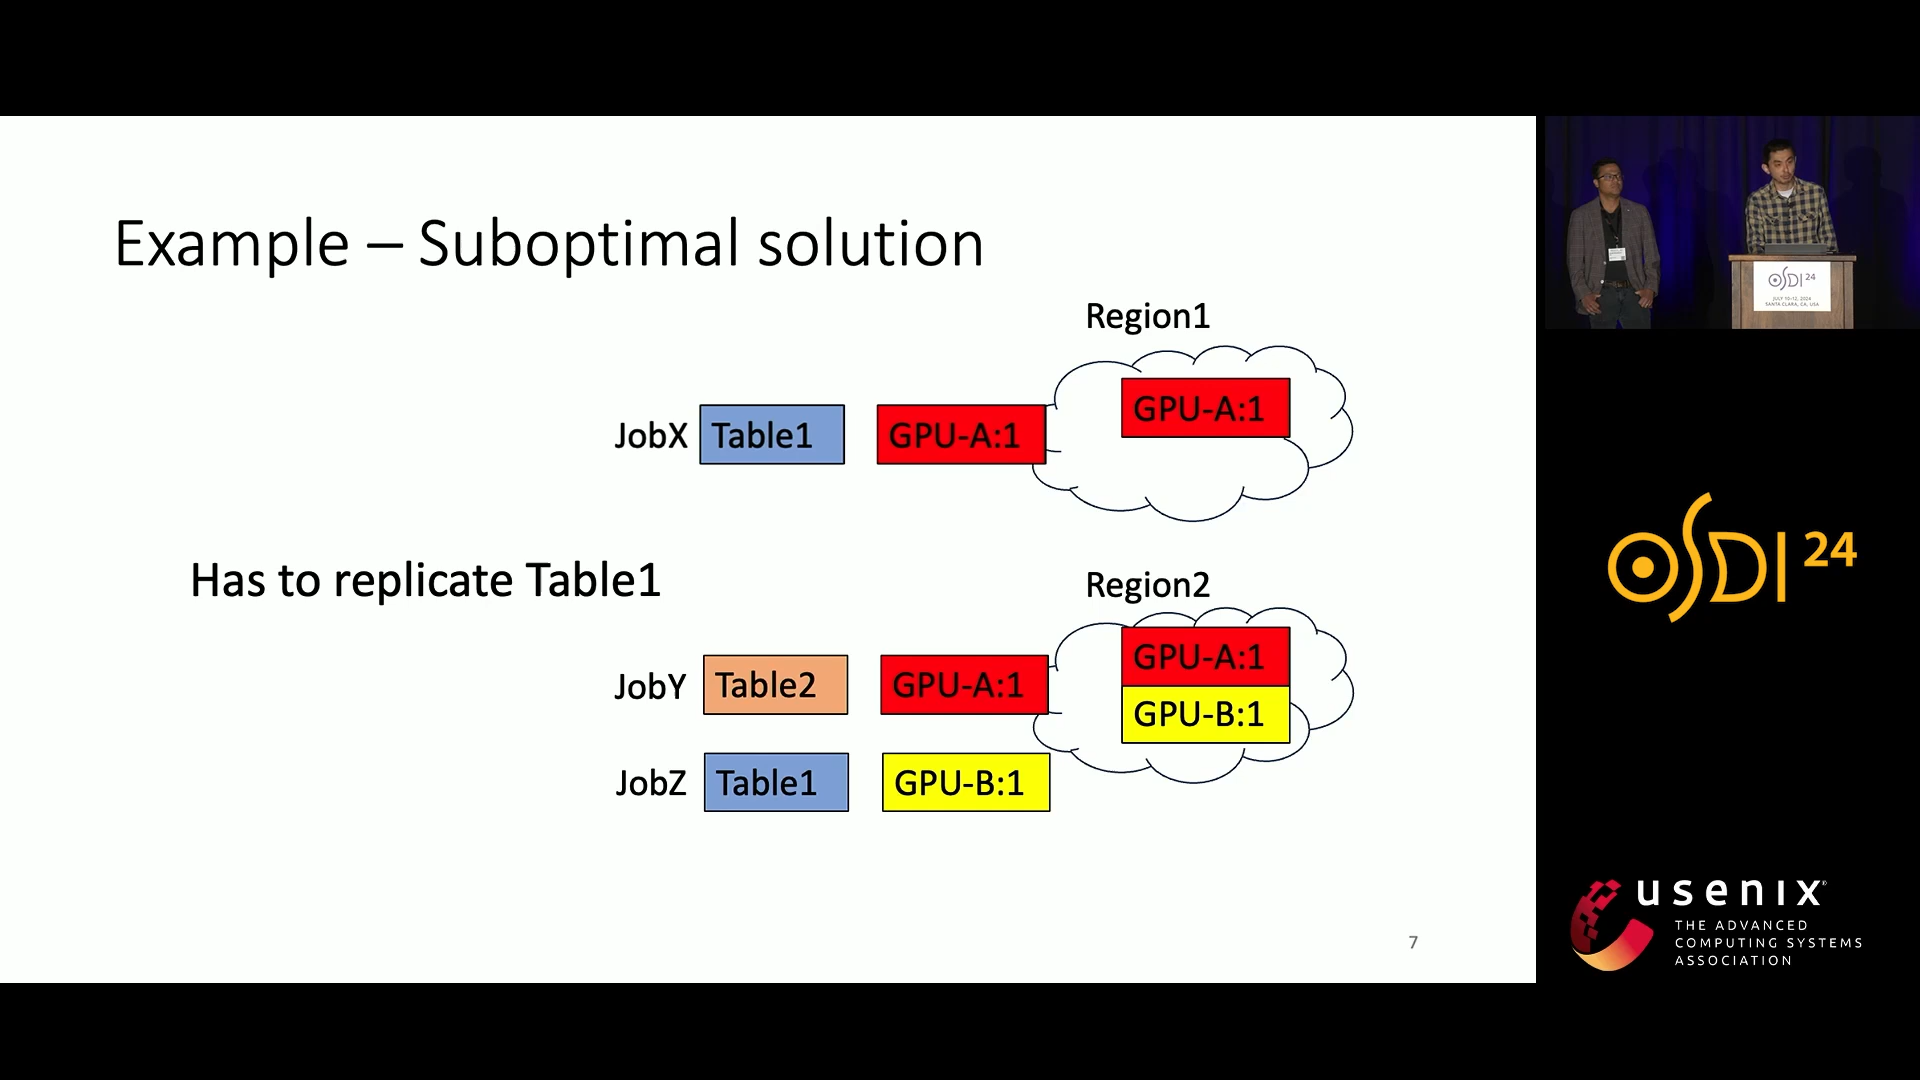 Example – Suboptimal solution
Region1
GPU-A:1
JobX Table1 GPU-A:1
Has to replicate Table1
Region2
GPU-A:1
GPU-B:1
JobY Table2 GPU-A:1
JobZ Table1 GPU-B:1
7
OSDI 24
JULY 10–12, 2024
SANTA CLARA, CA, USA
OSDI 24
usenix®
THE ADVANCED
COMPUTING SYSTEMS
ASSOCIATION